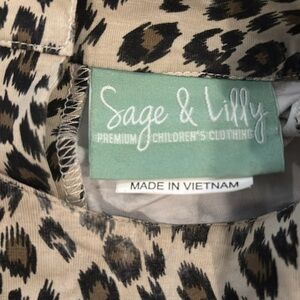 Sage & Lilly
PREMIUM CHILDREN'S CLOTHING
MADE IN VIETNAM